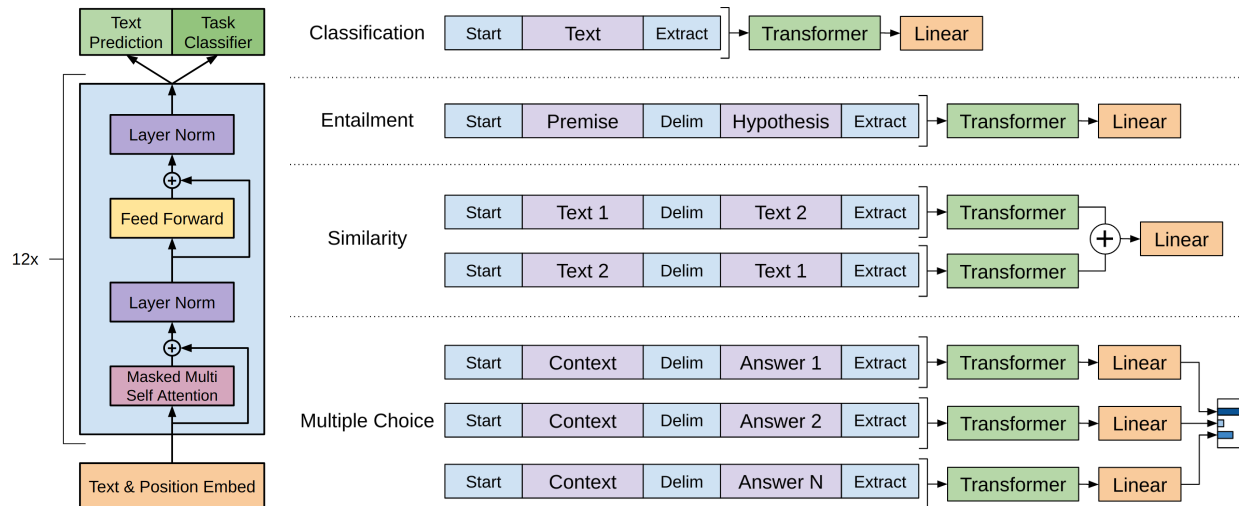 Text
Prediction
Task
Classifier
12x
Layer Norm
+
Feed Forward
Layer Norm
+
Masked Multi
Self Attention
Text & Position Embed
Classification Start Text Extract Transformer Linear
Entailment Start Premise Delim Hypothesis Extract Transformer Linear
Similarity
Start Text 1 Delim Text 2 Extract Transformer
+ Linear
Start Text 2 Delim Text 1 Extract Transformer
Multiple Choice
Start Context Delim Answer 1 Extract Transformer Linear
Start Context Delim Answer 2 Extract Transformer Linear
Start Context Delim Answer N Extract Transformer Linear